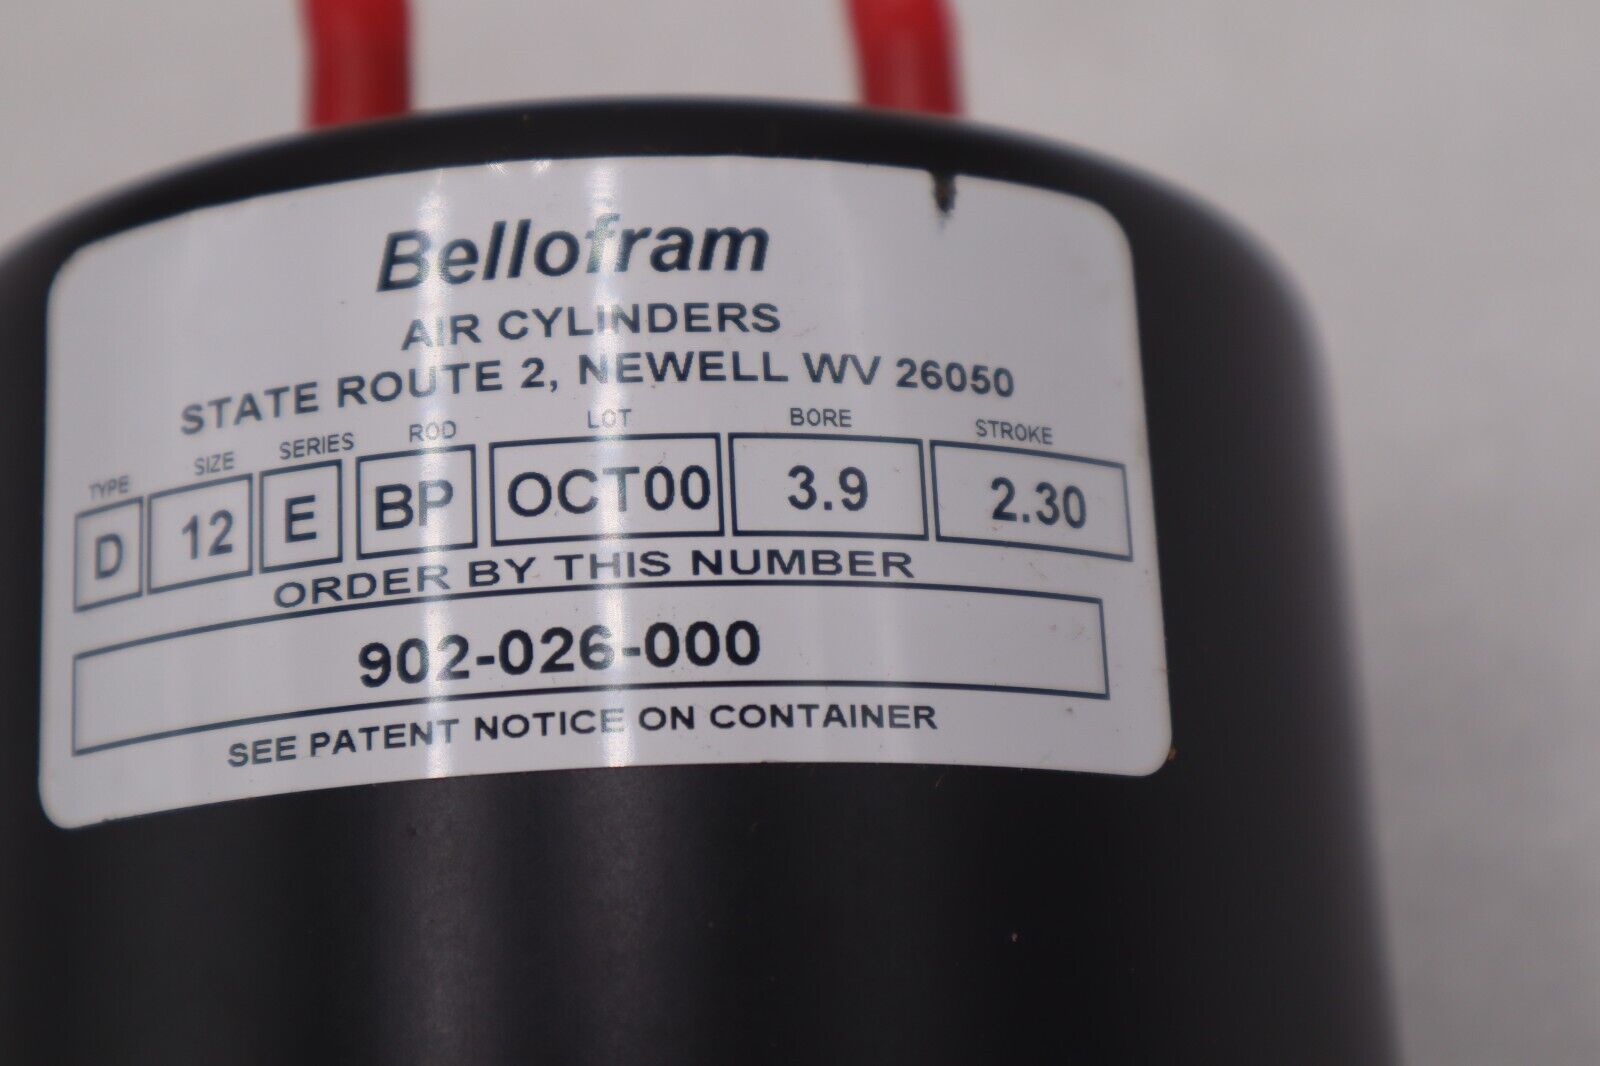 Bellofram
AIR CYLINDERS
STATE ROUTE 2, NEWELL WV 26050
TYPE SIZE SERIES ROD LOT BORE STROKE
D 12 E BP OCT00 3.9 2.30
ORDER BY THIS NUMBER
902-026-000
SEE PATENT NOTICE ON CONTAINER